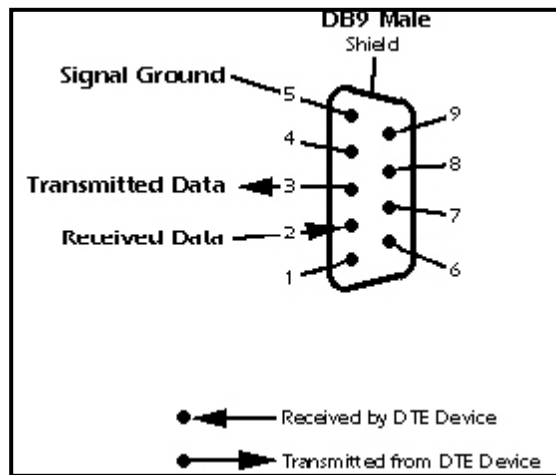 DB9 Male
Shield
Signal Ground
5
9
4
8
Transmitted Data
3
7
Received Data
2
6
1
Received by DTE Device
Transmitted from DTE Device